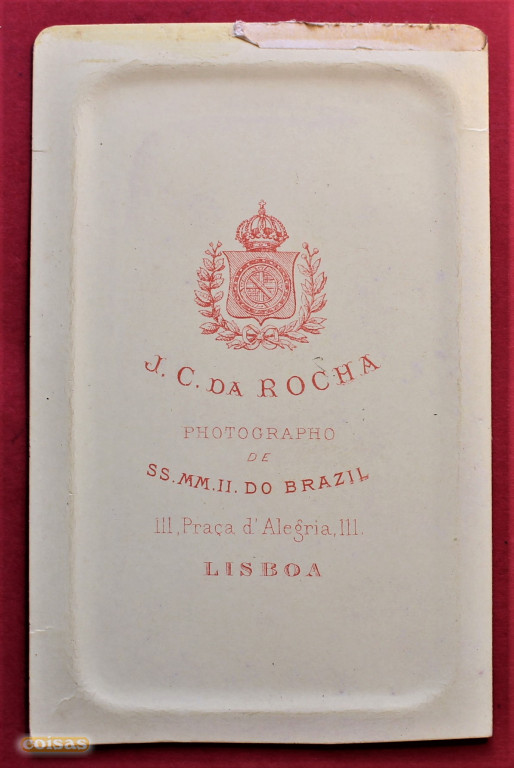 J. C. DA ROCHA
PHOTOGRAPHO
DE
SS. MM. II. DO BRAZIL
111, Praça d'Alegria, 111.
LISBOA
coisas